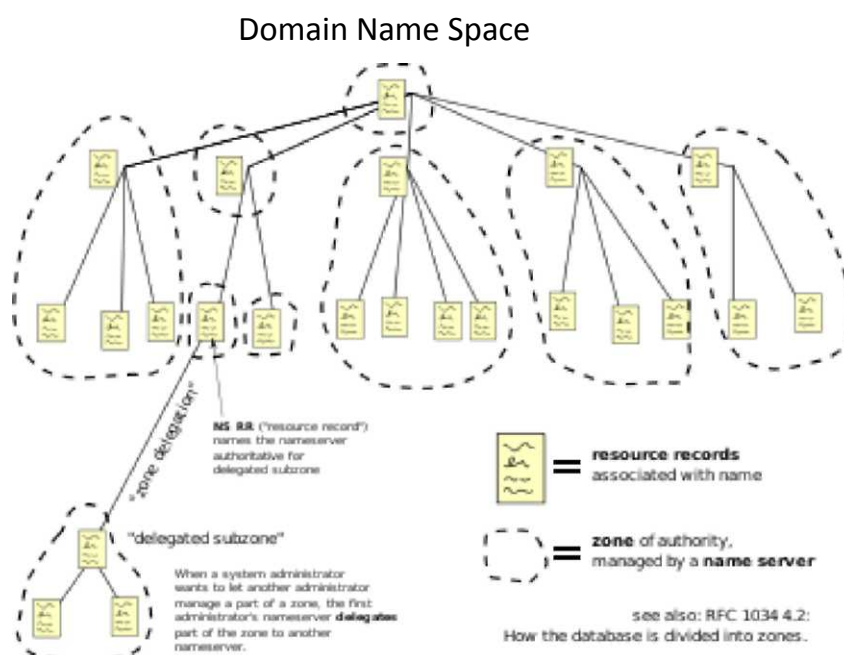 Domain Name Space
NS RR ("resource record")
names the nameserver
authoritative for
delegated subzone
"zone delegation"
resource records
associated with name
"delegated subzone"
zone of authority,
managed by a name server
When a system administrator
wants to let another administrator
manage a part of a zone, the first
administrator's nameserver delegates
part of the zone to another
nameserver.
see also: RFC 1034 4.2:
How the database is divided into zones.